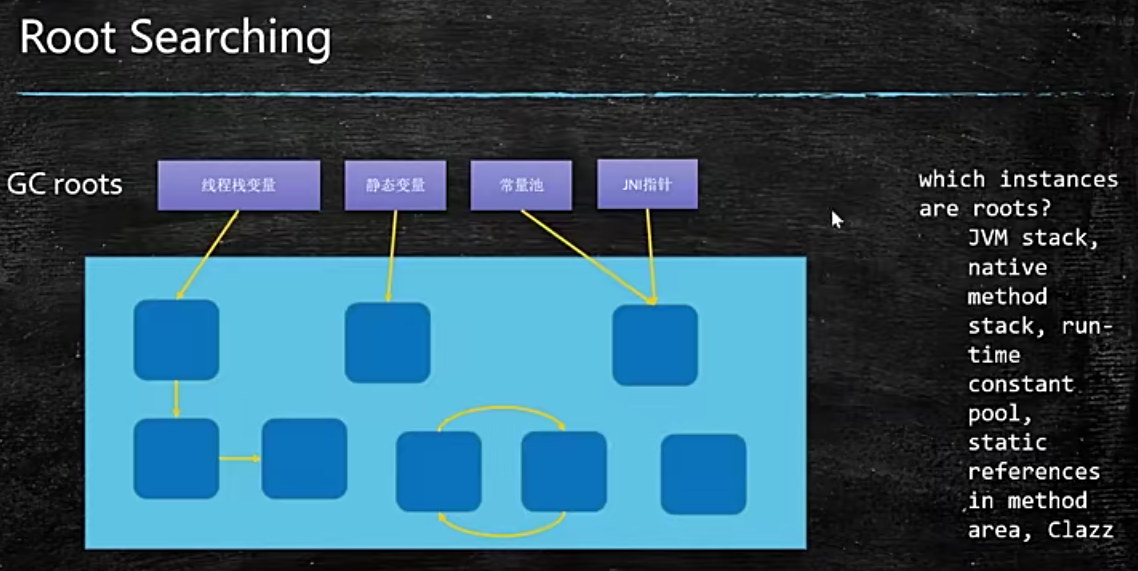 Root Searching
GC roots
线程栈变量
静态变量
常量池
JNI指针
which instances
are roots?
JVM stack,
native
method
stack, run-
time
constant
pool,
static
references
in method
area, Clazz